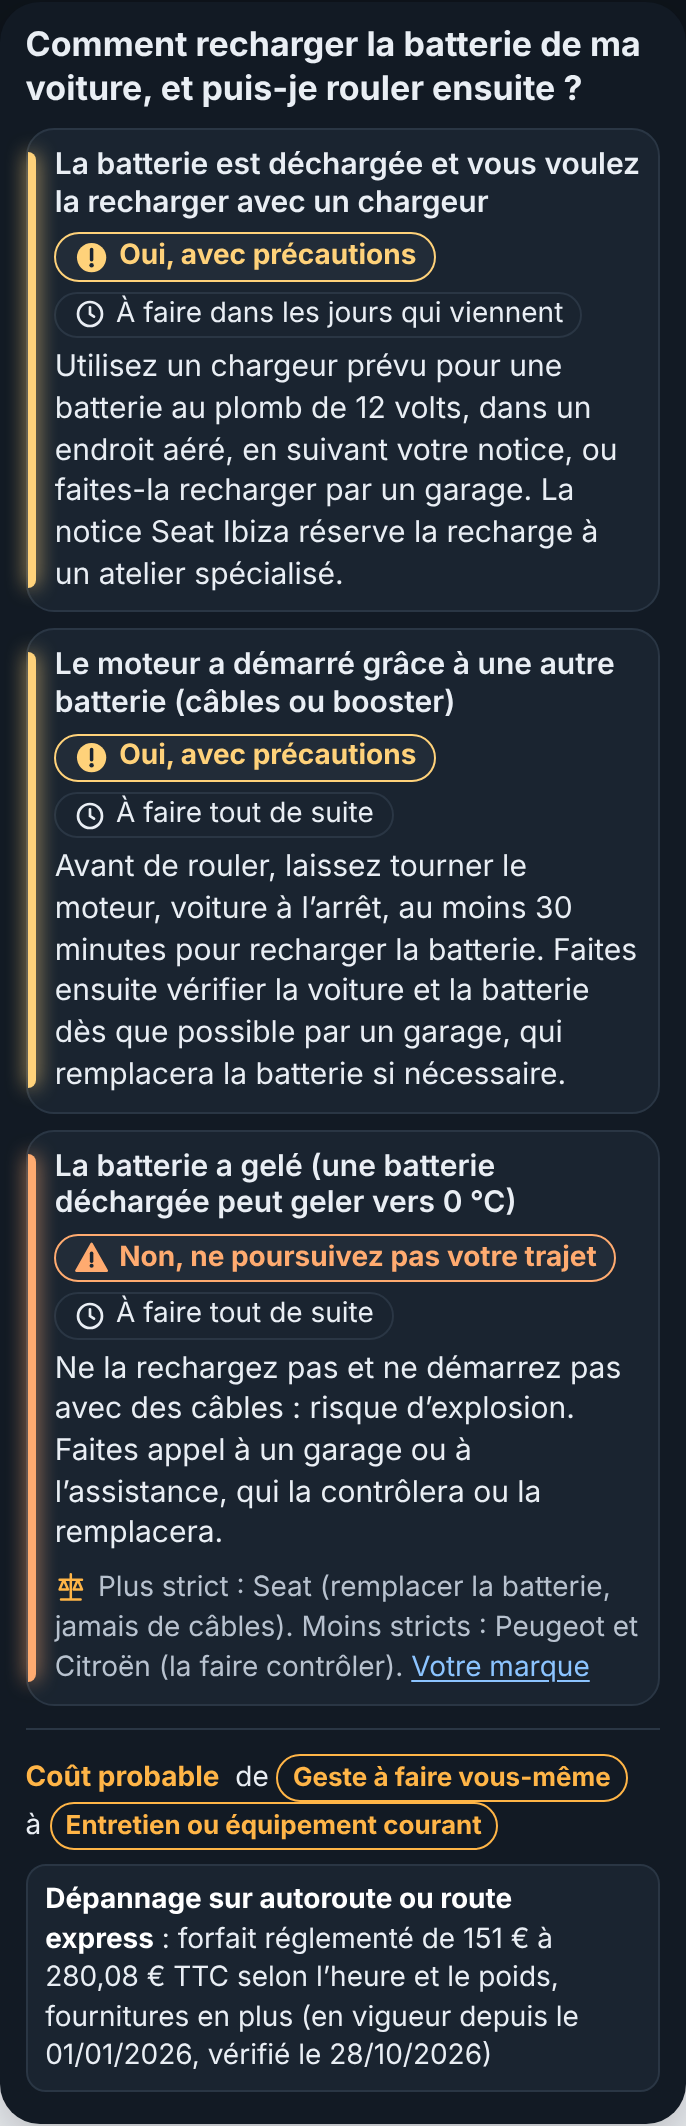 Comment recharger la batterie de ma
voiture, et puis-je rouler ensuite ?
La batterie est déchargée et vous voulez
la recharger avec un chargeur
Oui, avec précautions
À faire dans les jours qui viennent
Utilisez un chargeur prévu pour une
batterie au plomb de 12 volts, dans un
endroit aéré, en suivant votre notice, ou
faites-la recharger par un garage. La
notice Seat Ibiza réserve la recharge à
un atelier spécialisé.
Le moteur a démarré grâce à une autre
batterie (câbles ou booster)
Oui, avec précautions
À faire tout de suite
Avant de rouler, laissez tourner le
moteur, voiture à l’arrêt, au moins 30
minutes pour recharger la batterie. Faites
ensuite vérifier la voiture et la batterie
dès que possible par un garage, qui
remplacera la batterie si nécessaire.
La batterie a gelé (une batterie
déchargée peut geler vers 0 °C)
Non, ne poursuivez pas votre trajet
À faire tout de suite
Ne la rechargez pas et ne démarrez pas
avec des câbles : risque d’explosion.
Faites appel à un garage ou à
l’assistance, qui la contrôlera ou la
remplacera.
Plus strict : Seat (remplacer la batterie,
jamais de câbles). Moins stricts : Peugeot et
Citroën (la faire contrôler). Votre marque
Coût probable de Geste à faire vous-même
à Entretien ou équipement courant
Dépannage sur autoroute ou route
express : forfait réglementé de 151 € à
280,08 € TTC selon l’heure et le poids,
fournitures en plus (en vigueur depuis le
01/01/2026, vérifié le 28/10/2026)